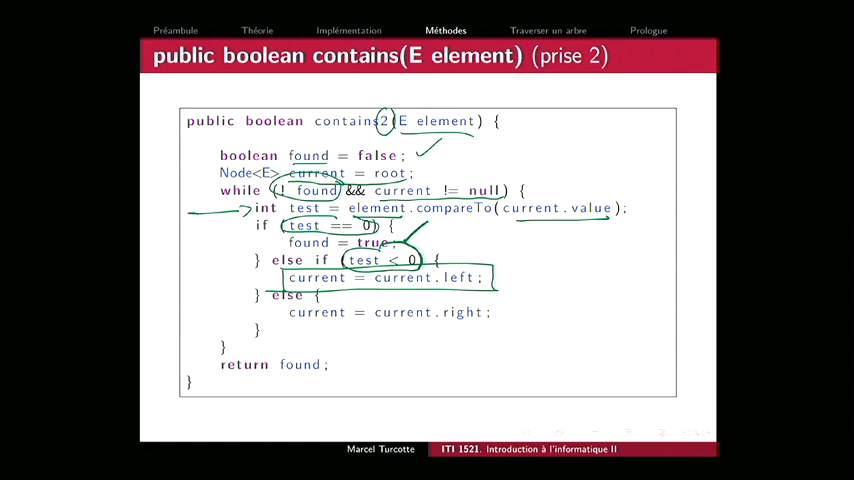 Préambule Théorie Implémentation Méthodes Traverser un arbre Prologue
public boolean contains(E element) (prise 2)
public boolean contains2(E element) {
boolean found = false;
Node<E> current = root;
while (! found && current != null) {
int test = element.compareTo(current.value);
if (test == 0) {
found = true;
} else if (test < 0) {
current = current.left;
} else {
current = current.right;
}
}
return found;
}
Marcel Turcotte ITI 1521. Introduction à l'informatique II